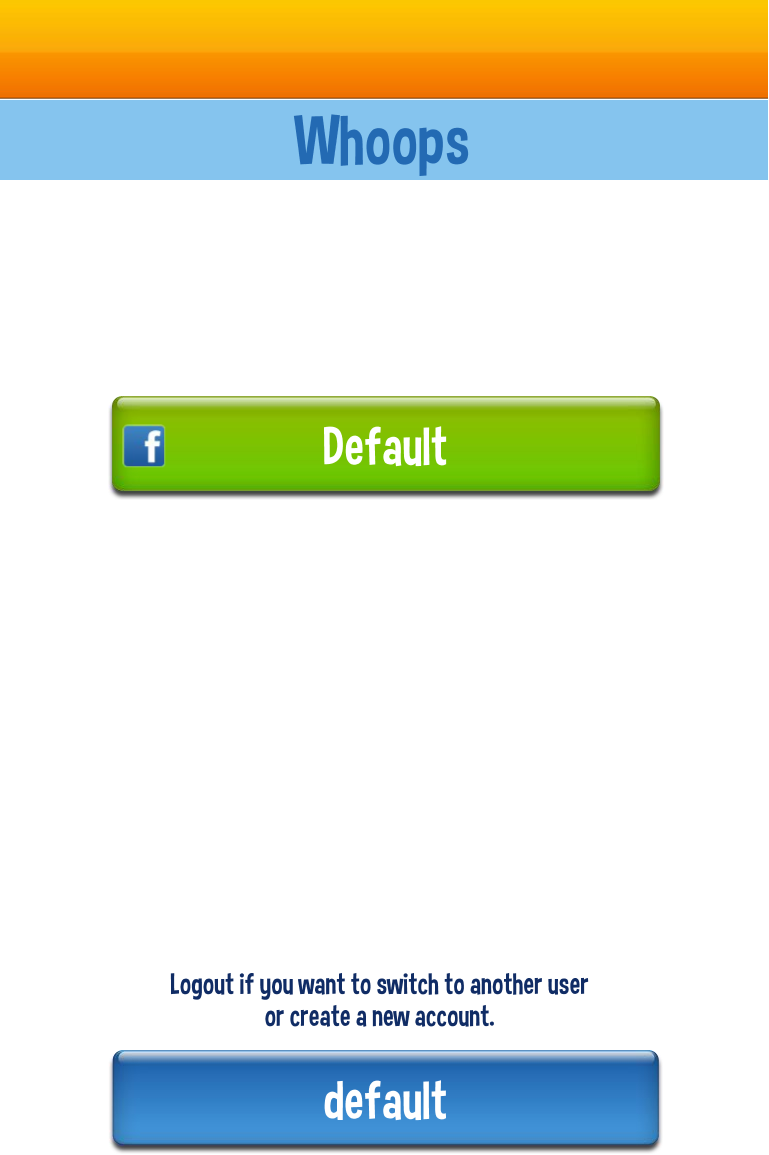 Whoops
Default
Logout if you want to switch to another user
or create a new account.
default